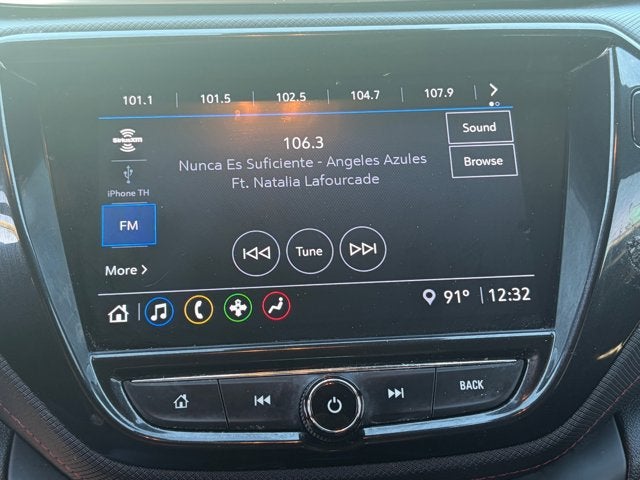 101.1 101.5 102.5 104.7 107.9
SiriusXM
106.3
Sound
Nunca Es Suficiente - Angeles Azules
Ft. Natalia Lafourcade
Browse
iPhone TH
FM
Tune
More
91° 12:32
BACK